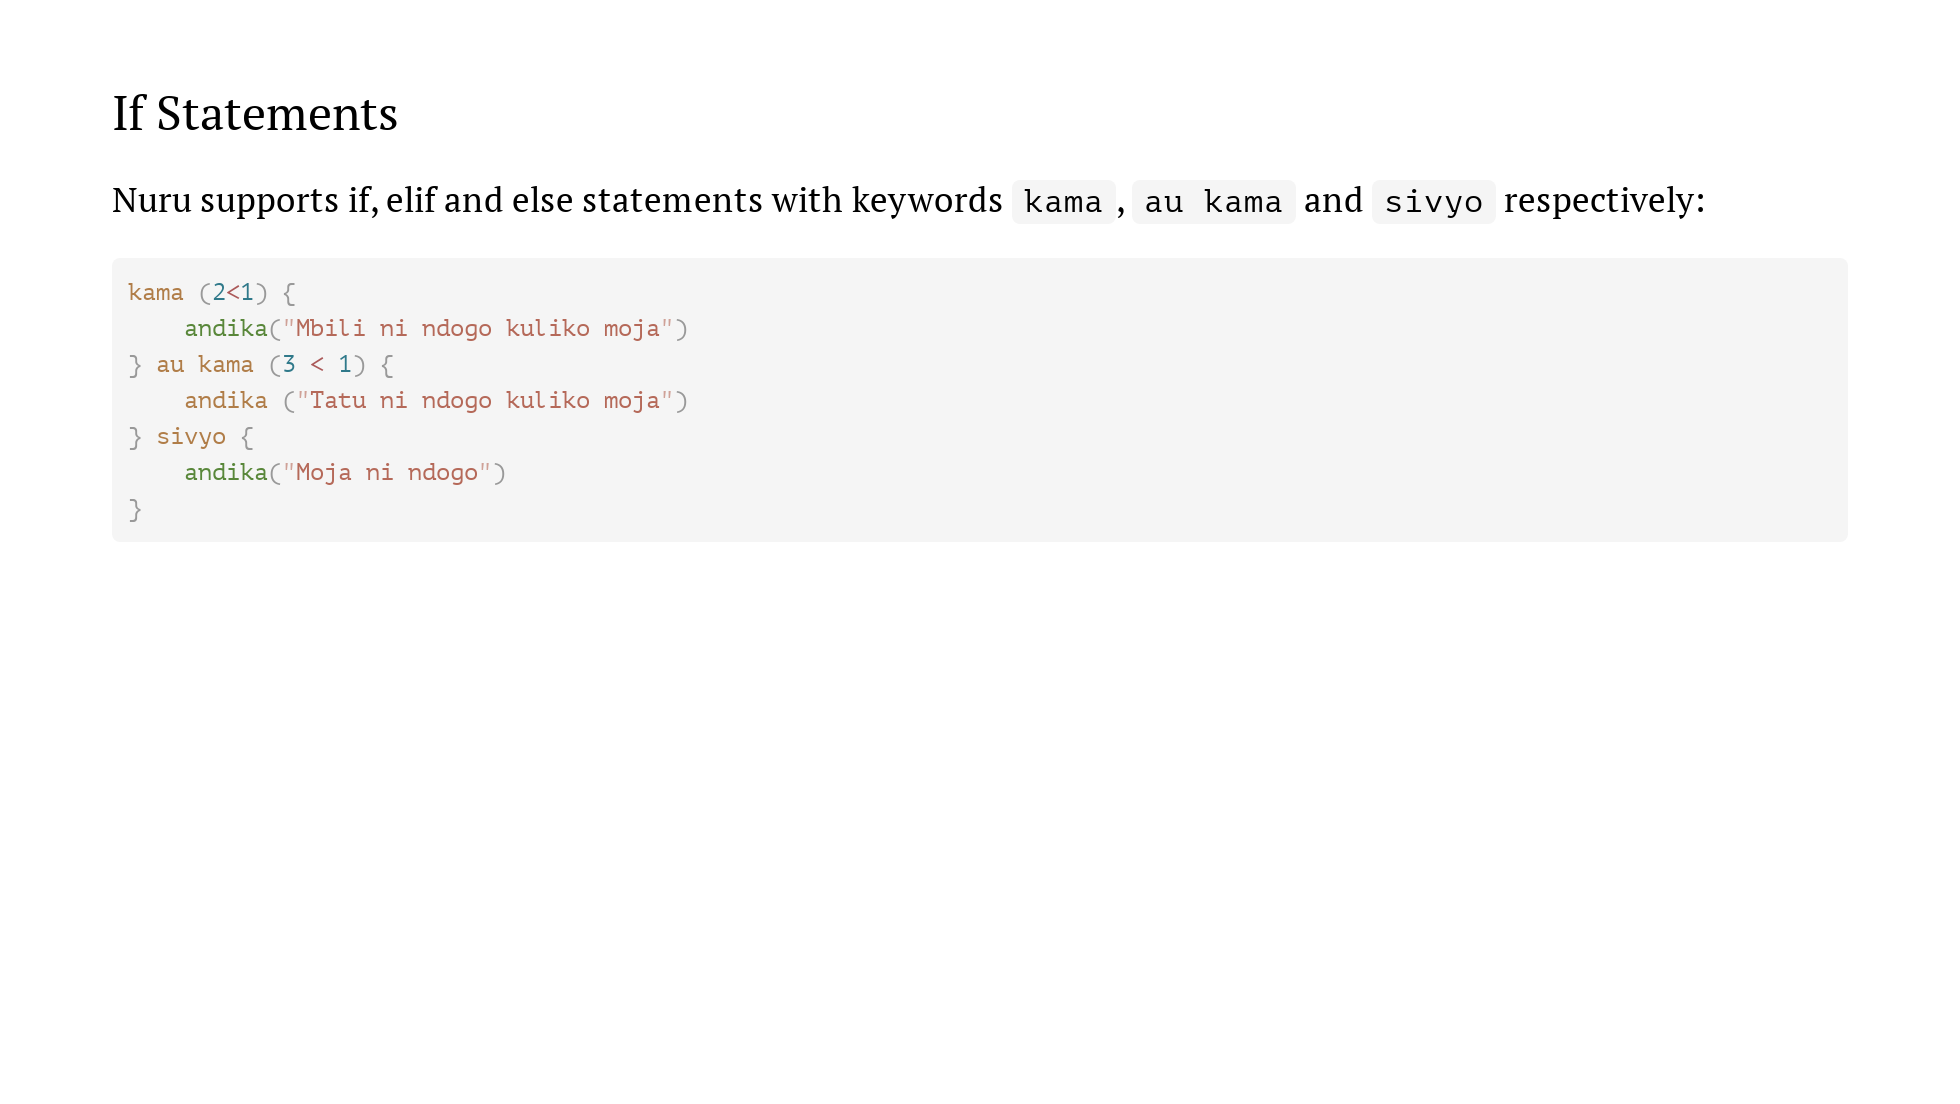 If Statements
Nuru supports if, elif and else statements with keywords kama, au kama and sivyo respectively:
kama (2<1) {
    andika("Mbili ni ndogo kuliko moja")
} au kama (3 < 1) {
    andika ("Tatu ni ndogo kuliko moja")
} sivyo {
    andika("Moja ni ndogo")
}